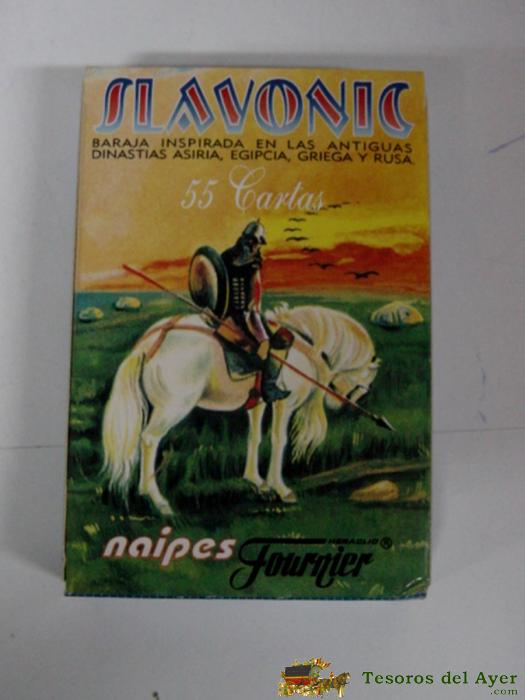 SLAVONIC
BARAJA INSPIRADA EN LAS ANTIGUAS
DINASTIAS ASIRIA, EGIPCIA, GRIEGA Y RUSA.
55 Cartas
HERACLIO ®
naipes Fournier
Tesoros del Ayer
.com